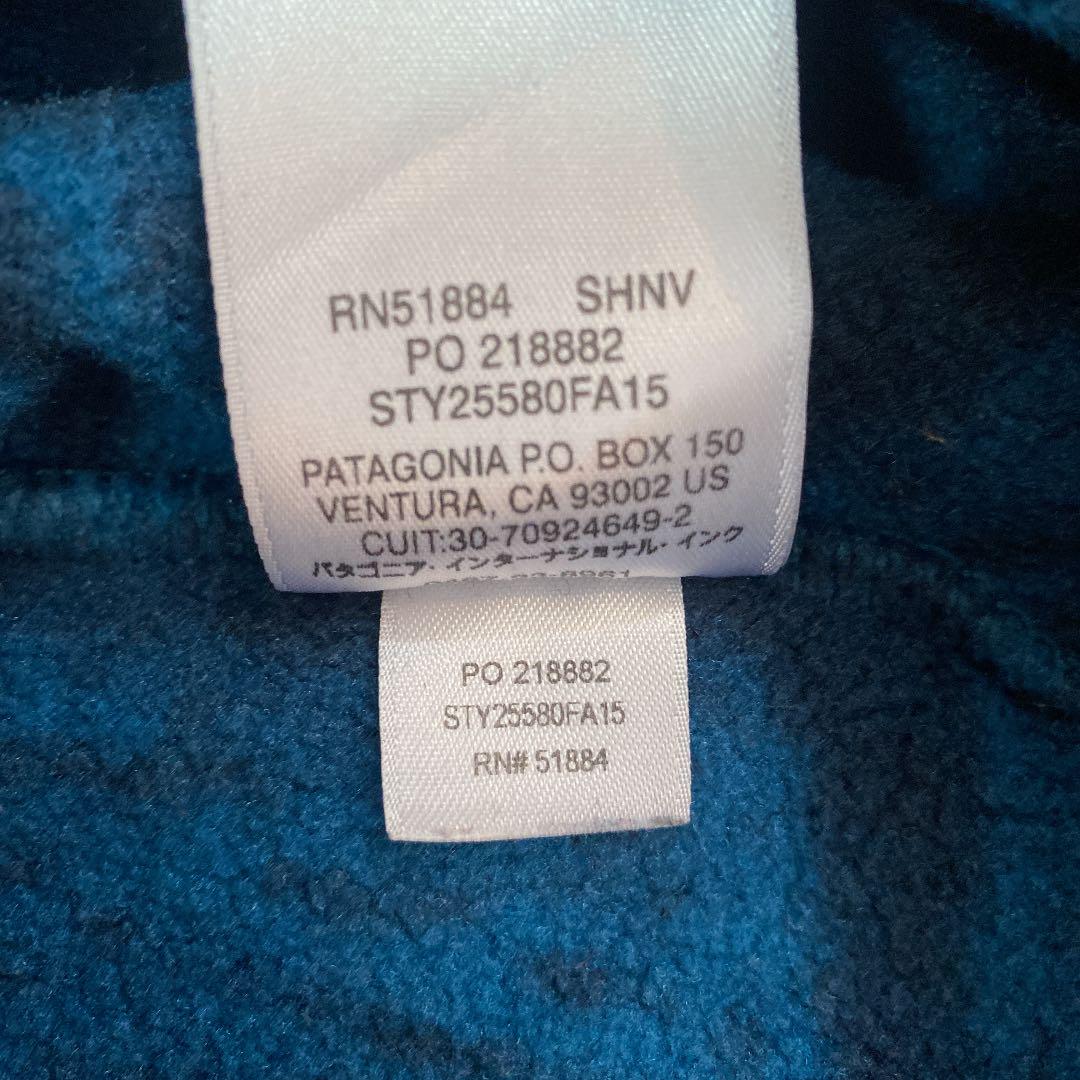 RN51884 SHNV
PO 218882
STY25580FA15
PATAGONIA P.O. BOX 150
VENTURA, CA 93002 US
CUIT:30-70924649-2
パタゴニア・インターナショナル・インク
PO 218882
STY25580FA15
RN# 51884